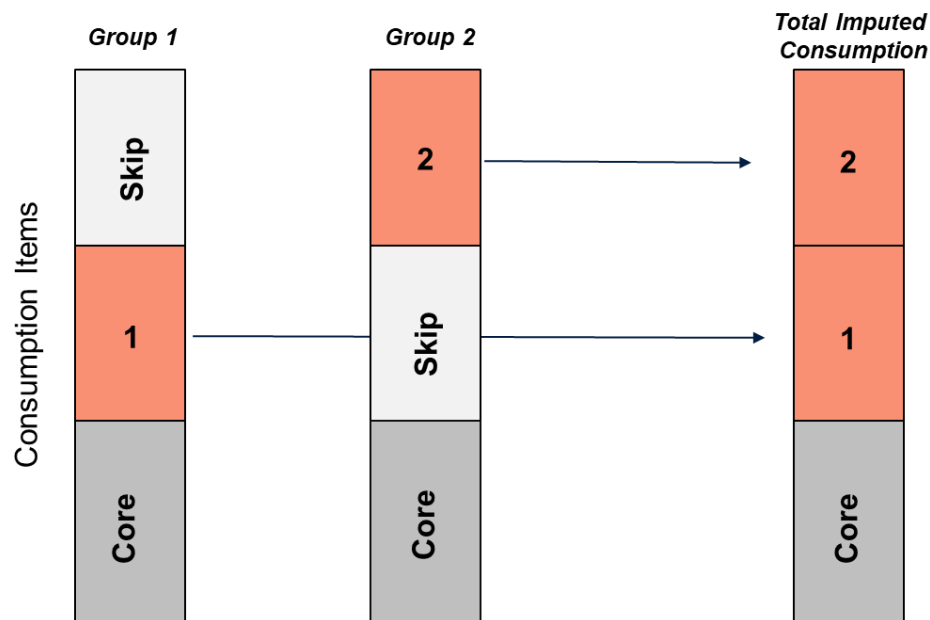 Group 1
Group 2
Total Imputed
Consumption
Consumption Items
Skip
2
2
1
Skip
1
Core
Core
Core